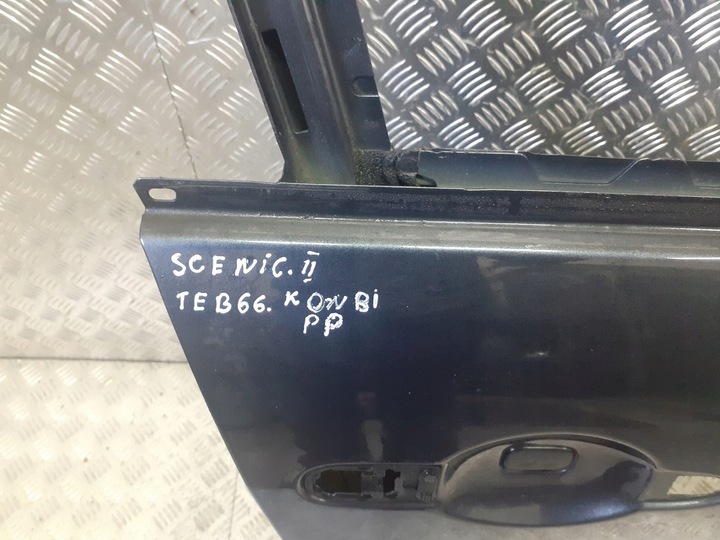 SCENiC. II
TEB66. KOMBi
PP